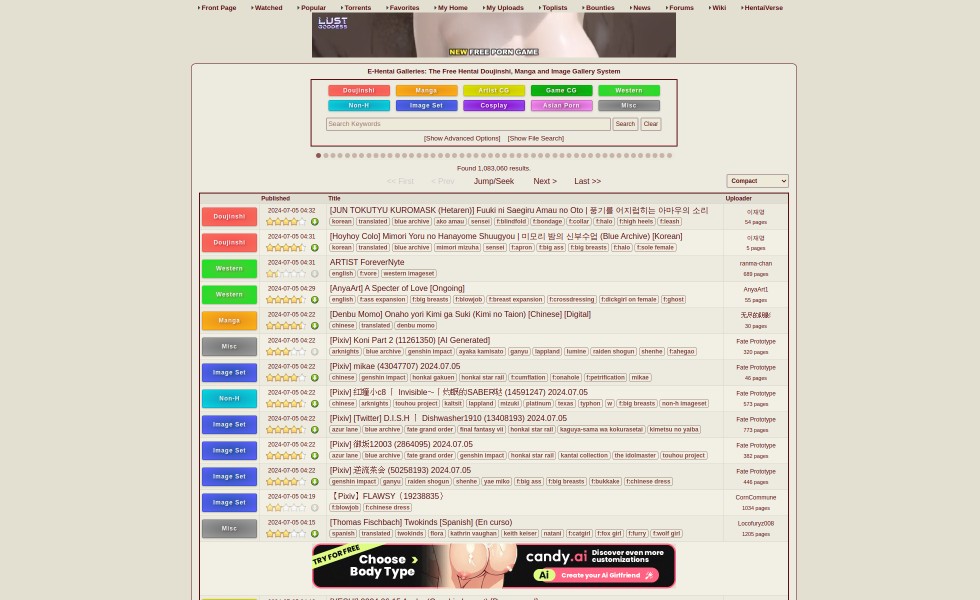 Front Page Watched Popular Torrents Favorites My Home My Uploads Toplists Bounties News Forums Wiki HentaiVerse
LUST GODDESS
NEW FREE PORN GAME
E-Hentai Galleries: The Free Hentai Doujinshi, Manga and Image Gallery System
Doujinshi Manga Artist CG Game CG Western
Non-H Image Set Cosplay Asian Porn Misc
Search Keywords Search Clear
[Show Advanced Options] [Show File Search]
Found 1,083,060 results.
<< First < Prev Jump/Seek Next > Last >> Compact
Published Title Uploader
Doujinshi 2024-07-05 04:32 [JUN TOKUTYU KUROMASK (Hetaren)] Fuuki ni Saegiru Amau no Oto | 풍기를 어지럽히는 아마우의 소리 이재영
korean translated blue archive ako amau sensei f:blindfold f:bondage f:collar f:halo f:high heels f:leash 54 pages
Doujinshi 2024-07-05 04:31 [Hoyhoy Colo] Mimori Yoru no Hanayome Shuugyou | 미모리 밤의 신부수업 (Blue Archive) [Korean] 이재영
korean translated blue archive mimori mizuha sensei f:apron f:big ass f:big breasts f:halo f:sole female 5 pages
Western 2024-07-05 04:31 ARTIST ForeverNyte ranma-chan
english f:vore western imageset 689 pages
Western 2024-07-05 04:29 [AnyaArt] A Specter of Love [Ongoing] AnyaArt1
english f:ass expansion f:big breasts f:blowjob f:breast expansion f:crossdressing f:dickgirl on female f:ghost 55 pages
Manga 2024-07-05 04:22 [Denbu Momo] Onaho yori Kimi ga Suki (Kimi no Taion) [Chinese] [Digital]
chinese translated denbu momo 30 pages
Misc 2024-07-05 04:22 [Pixiv] Koni Part 2 (11261350) [AI Generated] Fate Prototype
arknights blue archive genshin impact ayaka kamisato ganyu lappland lumine raiden shogun shenhe f:ahegao 320 pages
Image Set 2024-07-05 04:22 [Pixiv] mikae (43047707) 2024.07.05 Fate Prototype
chinese genshin impact honkai gakuen honkai star rail f:cumflation f:onahole f:petrification mikae 46 pages
Non-H 2024-07-05 04:22 [Pixiv] 红瞳小c8 | Invisible～ | 灼眼的SABER哒 (14591247) 2024.07.05 Fate Prototype
chinese arknights touhou project kaltsit lappland mizuki platinum texas typhon w f:big breasts non-h imageset 573 pages
Image Set 2024-07-05 04:22 [Pixiv] [Twitter] D.I.S.H | Dishwasher1910 (13408193) 2024.07.05 Fate Prototype
azur lane blue archive fate grand order final fantasy vii honkai star rail kaguya-sama wa kokurasetai kimetsu no yaiba 773 pages
Image Set 2024-07-05 04:22 [Pixiv] 御坂12003 (2864095) 2024.07.05 Fate Prototype
azur lane blue archive fate grand order genshin impact honkai star rail kantai collection the idolmaster touhou project 382 pages
Image Set 2024-07-05 04:22 [Pixiv] 逆流茶会 (50258193) 2024.07.05 Fate Prototype
genshin impact ganyu raiden shogun shenhe yae miko f:big ass f:big breasts f:bukkake f:chinese dress 446 pages
Image Set 2024-07-05 04:19 【Pixiv】FLAWSY（19238835） CornCommune
f:blowjob f:chinese dress 1034 pages
Misc 2024-07-05 04:15 [Thomas Fischbach] Twokinds [Spanish] (En curso) Locofuryz008
spanish translated twokinds flora kathrin vaughan keith keiser natani f:catgirl f:fox girl f:furry f:wolf girl 1205 pages
TRY FOR FREE Choose > Body Type candy.ai Discover even more customizations
Ai Create your AI Girlfriend